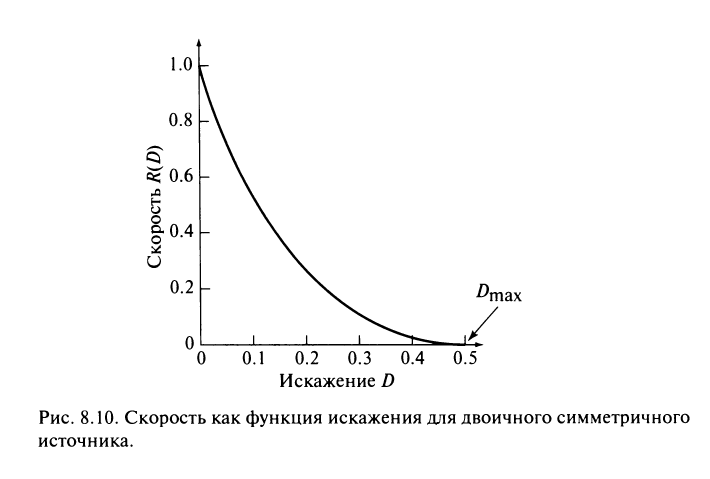 1.0
0.8
0.6
0.4
0.2
0
Скорость R(D)
Dmax
0 0.1 0.2 0.3 0.4 0.5
Искажение D
Рис. 8.10. Скорость как функция искажения для двоичного симметричного
источника.